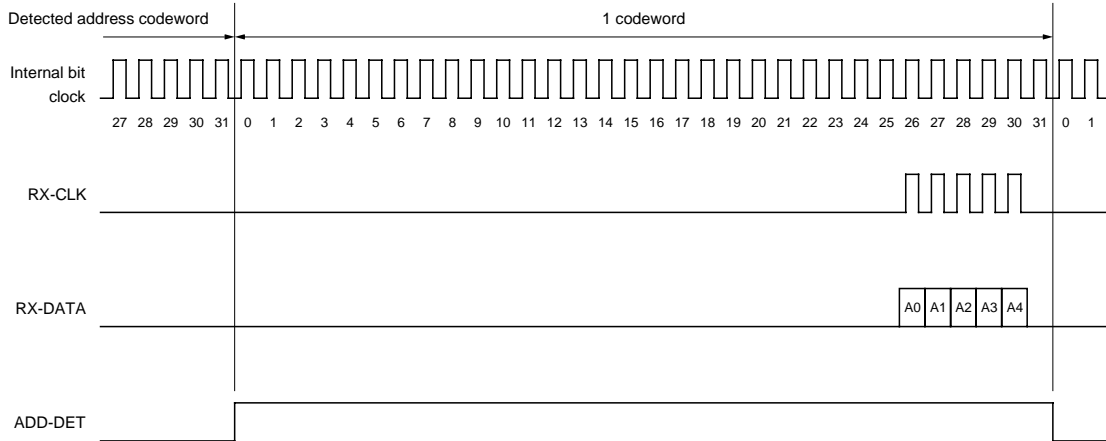 Detected address codeword
1 codeword
Internal bit
clock
27 28 29 30 31 0 1 2 3 4 5 6 7 8 9 10 11 12 13 14 15 16 17 18 19 20 21 22 23 24 25 26 27 28 29 30 31 0 1
RX-CLK
RX-DATA
A0 A1 A2 A3 A4
ADD-DET